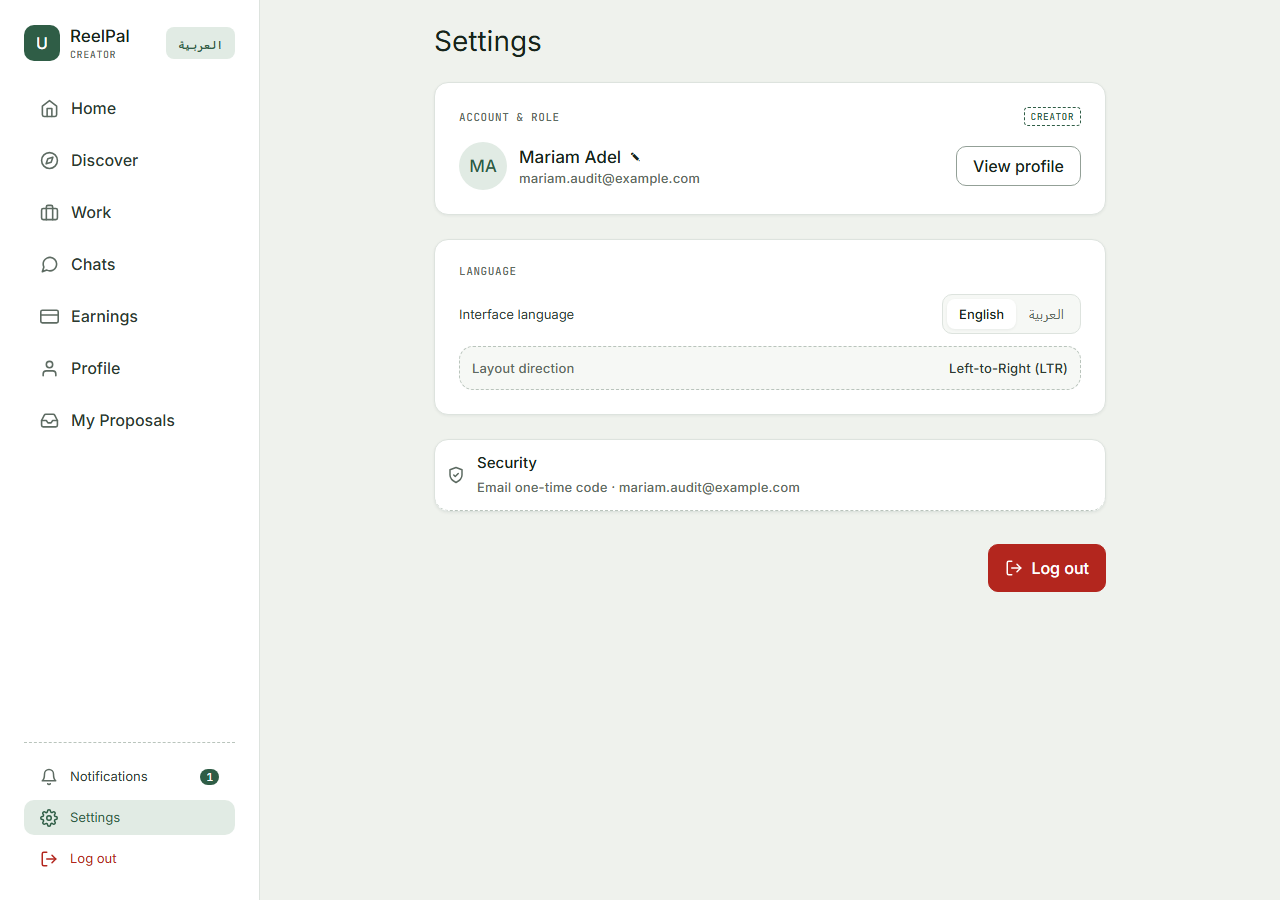 U
ReelPal
CREATOR
العربية
Home
Discover
Work
Chats
Earnings
Profile
My Proposals
Notifications 1
Settings
Log out
Settings
ACCOUNT & ROLE
CREATOR
MA
Mariam Adel
mariam.audit@example.com
View profile
LANGUAGE
Interface language
English
العربية
Layout direction
Left-to-Right (LTR)
Security
Email one-time code · mariam.audit@example.com
Log out